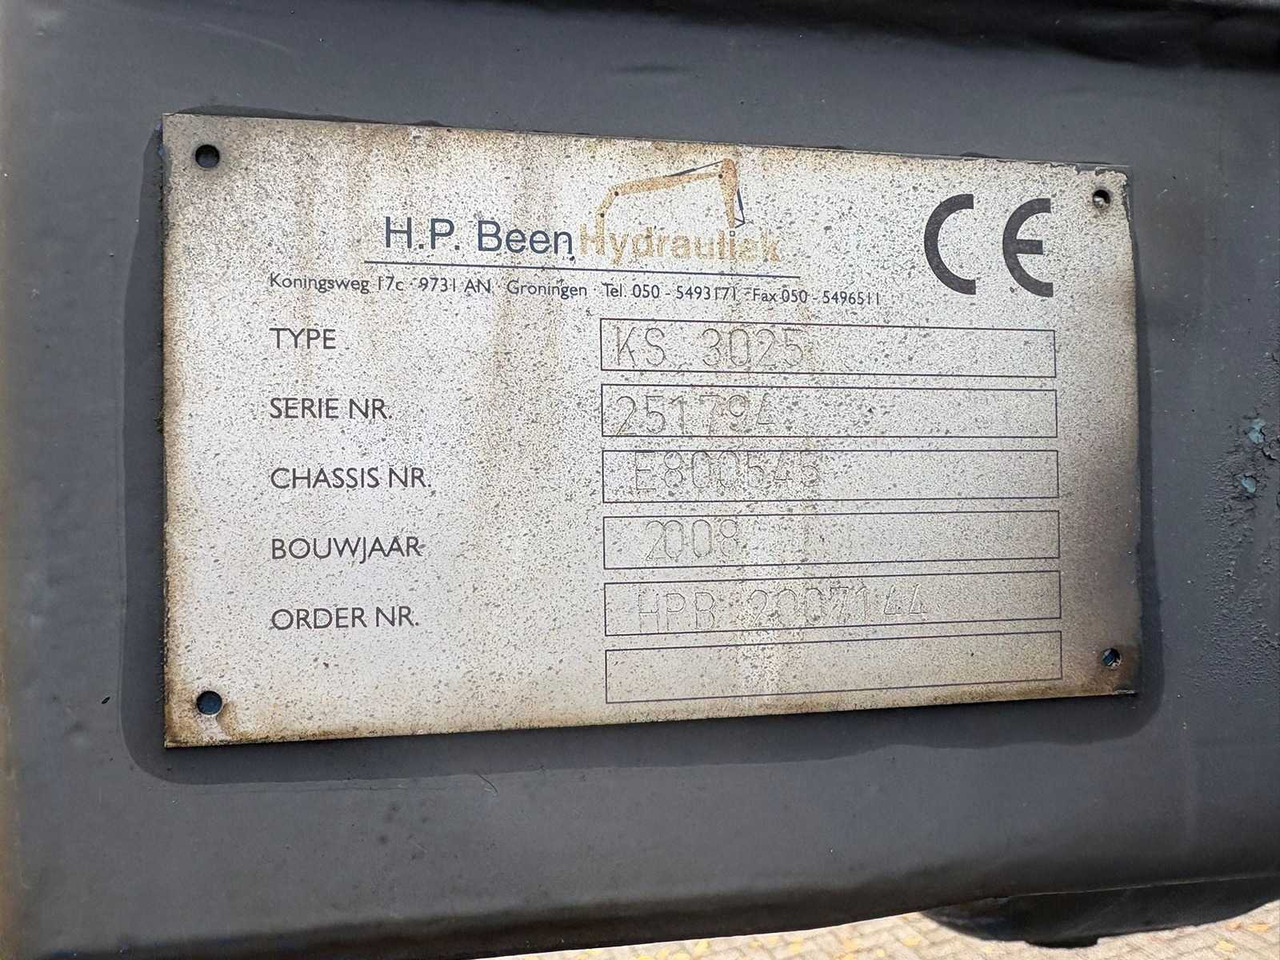 H.P. Been Hydrauliek
CE
Koningsweg 17c · 9731 AN · Groningen · Tel. 050 - 5493171 · Fax 050 - 5496511
TYPE KS 3025
SERIE NR. 251794
CHASSIS NR. E800545
BOUWJAAR 2008
ORDER NR. HPB 2007144